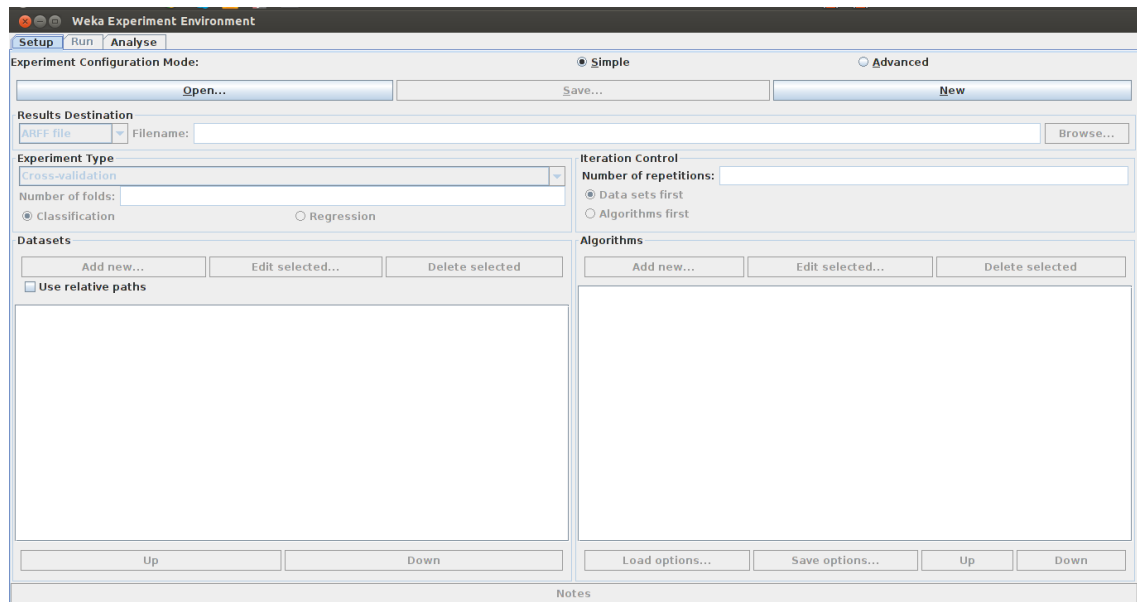 Weka Experiment Environment
Setup Run Analyse
Experiment Configuration Mode: Simple Advanced
Open... Save... New
Results Destination
ARFF file Filename: Browse...
Experiment Type Iteration Control
Cross-validation Number of repetitions:
Number of folds: Data sets first
Classification Regression Algorithms first
Datasets Algorithms
Add new... Edit selected... Delete selected Add new... Edit selected... Delete selected
Use relative paths
Up Down Load options... Save options... Up Down
Notes